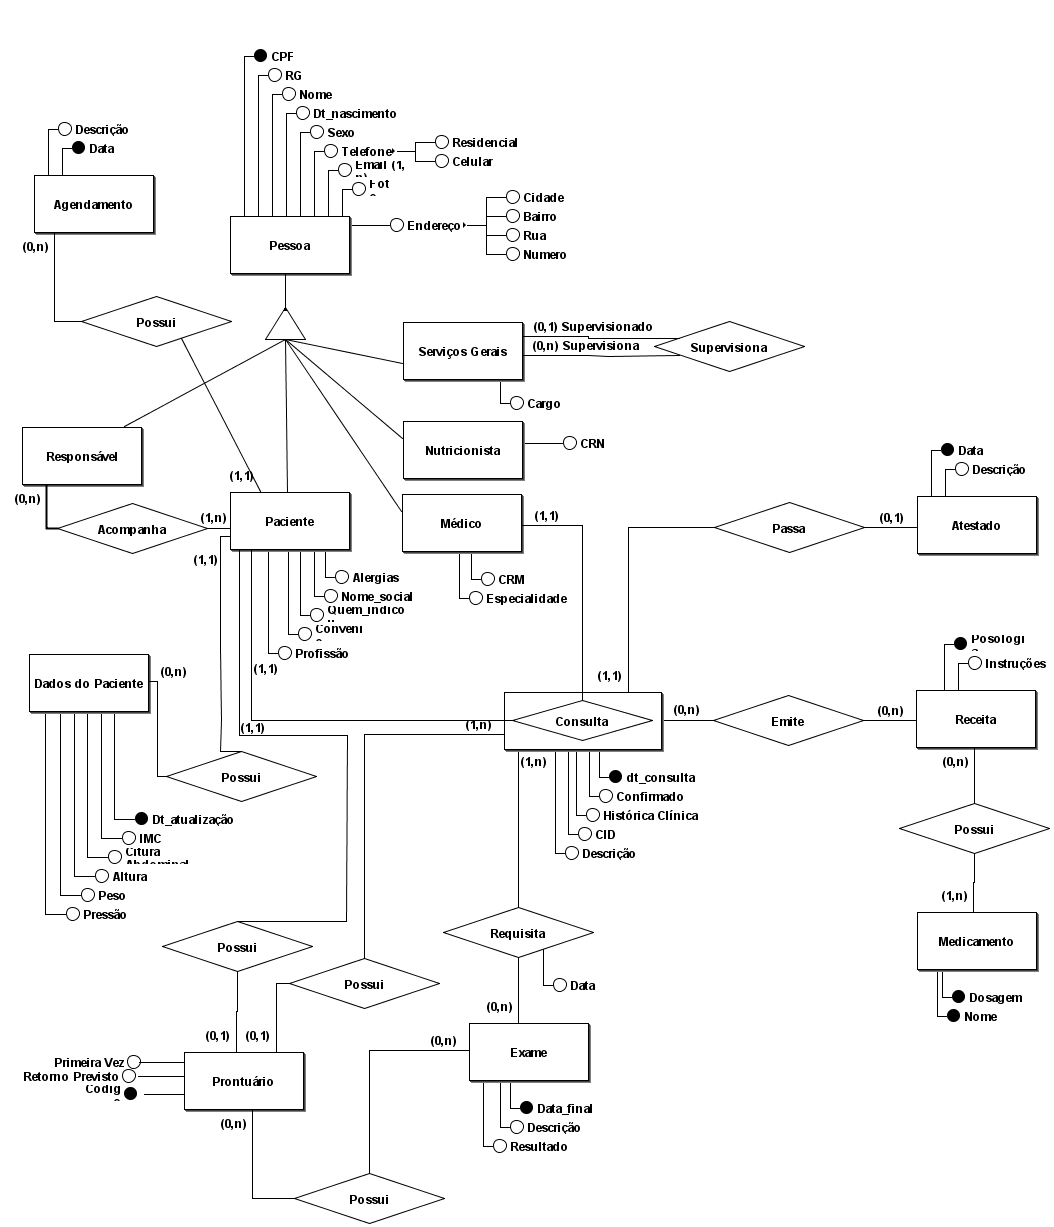 CPF
RG
Nome
Dt_nascimento
Sexo
Telefone
Residencial
Celular
Email (1,
Endereço
Cidade
Bairro
Rua
Numero
Pessoa
Descrição
Data
Agendamento
(0,n)
Possui
(1,1)
Serviços Gerais
(0,1) Supervisionado
(0,n) Supervisiona
Supervisiona
Cargo
Nutricionista
CRN
Responsável
(0,n)
Acompanha
(1,n)
Paciente
(1,1)
Médico
(1,1)
CRM
Especialidade
Alergias
Nome_social
Quem_indico
Conveni
Profissão
(1,1)
(1,1)
Data
Descrição
Passa
(0,1)
Atestado
(1,1)
Dados do Paciente
(0,n)
Possui
Dt_atualização
IMC
Altura
Peso
Pressão
(1,n)
Consulta
(0,n)
Emite
(0,n)
Posologi
Instruções
Receita
(0,n)
Possui
(1,n)
Medicamento
Dosagem
Nome
(1,n)
dt_consulta
Confirmado
Histórica Clínica
CID
Descrição
Requisita
Data
(0,n)
Possui
Possui
(0,1)
(0,1)
Primeira Vez
Retorno Previsto
Códig
Prontuário
(0,n)
(0,n)
Exame
Data_final
Descrição
Resultado
Possui